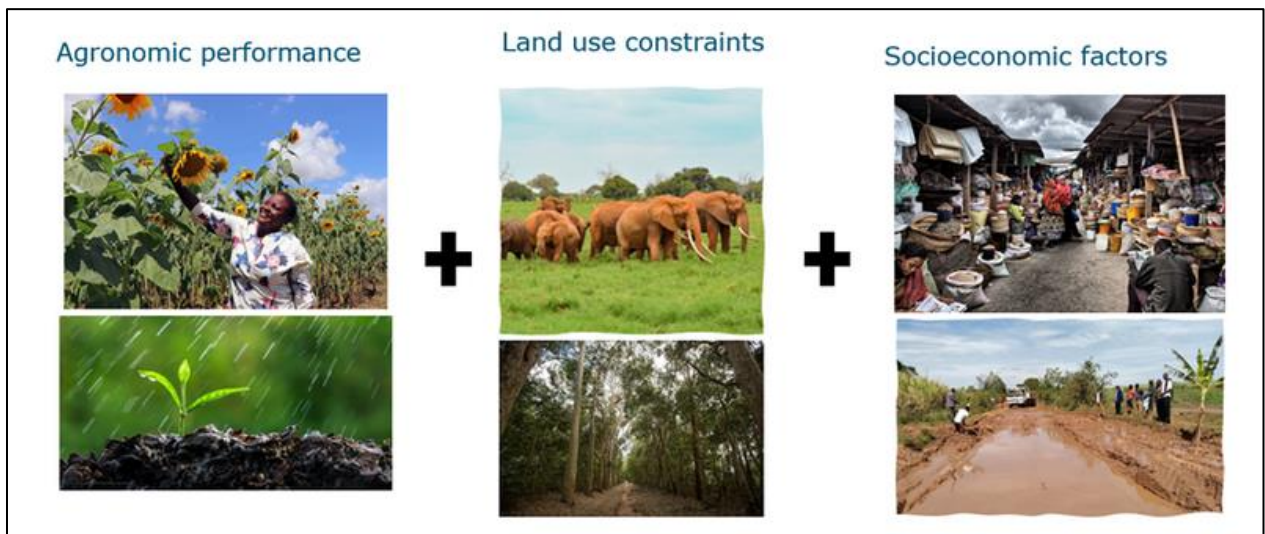 Agronomic performance
Land use constraints
Socioeconomic factors